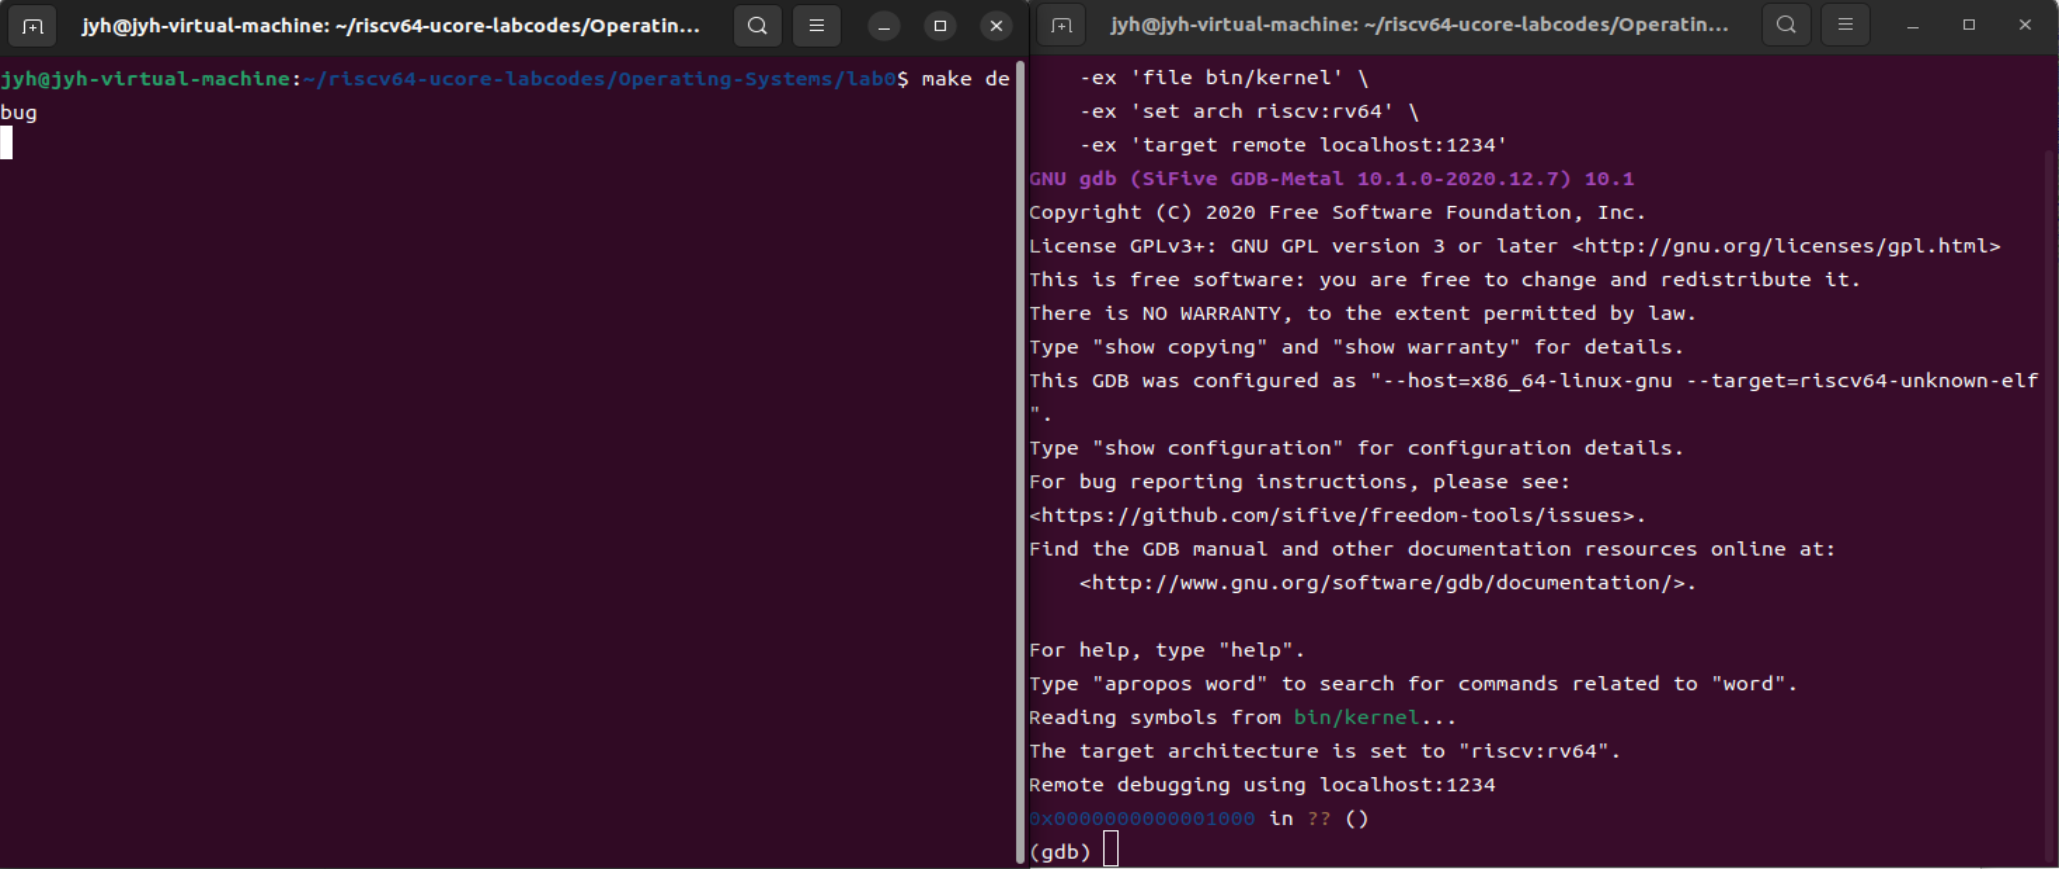 jyh@jyh-virtual-machine: ~/riscv64-ucore-labcodes/Operatin...
jyh@jyh-virtual-machine:~/riscv64-ucore-labcodes/Operating-Systems/lab0$ make de
bug
jyh@jyh-virtual-machine: ~/riscv64-ucore-labcodes/Operatin...
    -ex 'file bin/kernel' \
    -ex 'set arch riscv:rv64' \
    -ex 'target remote localhost:1234'
GNU gdb (SiFive GDB-Metal 10.1.0-2020.12.7) 10.1
Copyright (C) 2020 Free Software Foundation, Inc.
License GPLv3+: GNU GPL version 3 or later <http://gnu.org/licenses/gpl.html>
This is free software: you are free to change and redistribute it.
There is NO WARRANTY, to the extent permitted by law.
Type "show copying" and "show warranty" for details.
This GDB was configured as "--host=x86_64-linux-gnu --target=riscv64-unknown-elf
".
Type "show configuration" for configuration details.
For bug reporting instructions, please see:
<https://github.com/sifive/freedom-tools/issues>.
Find the GDB manual and other documentation resources online at:
    <http://www.gnu.org/software/gdb/documentation/>.
For help, type "help".
Type "apropos word" to search for commands related to "word".
Reading symbols from bin/kernel...
The target architecture is set to "riscv:rv64".
Remote debugging using localhost:1234
0x0000000000001000 in ?? ()
(gdb)